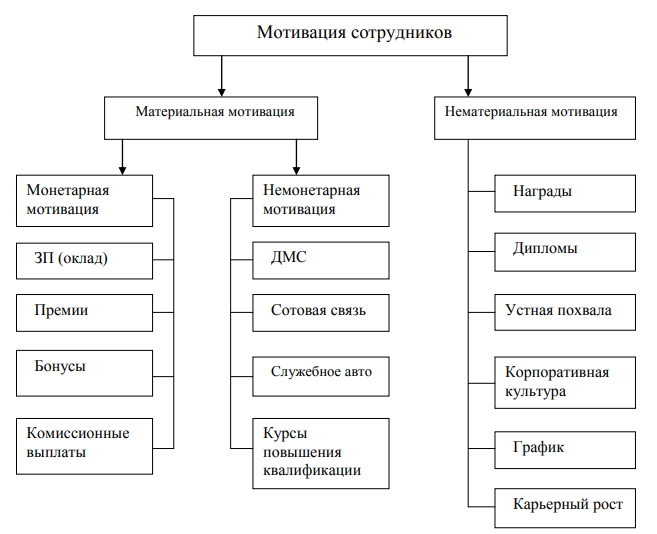 Мотивация сотрудников
Материальная мотивация
Нематериальная мотивация
Монетарная
мотивация
ЗП (оклад)
Премии
Бонусы
Комиссионные
выплаты
Немонетарная
мотивация
ДМС
Сотовая связь
Служебное авто
Курсы
повышения
квалификации
Награды
Дипломы
Устная похвала
Корпоративная
культура
График
Карьерный рост